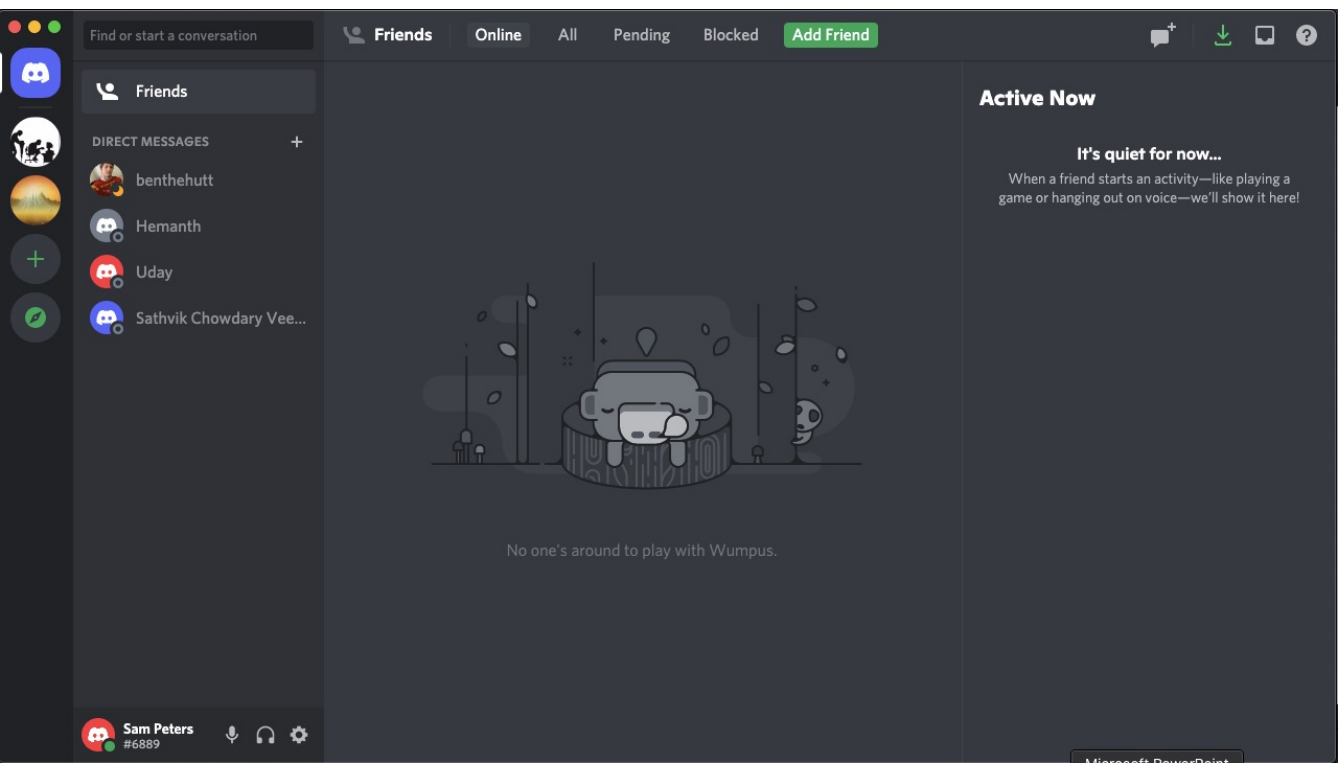 Find or start a conversation
Friends
Online
All
Pending
Blocked
Add Friend
Friends
DIRECT MESSAGES
benthehutt
Hemanth
Uday
Sathvik Chowdary Vee...
Sam Peters
#6889
No one's around to play with Wumpus.
Active Now
It's quiet for now...
When a friend starts an activity—like playing a
game or hanging out on voice—we'll show it here!
Microsoft PowerPoint